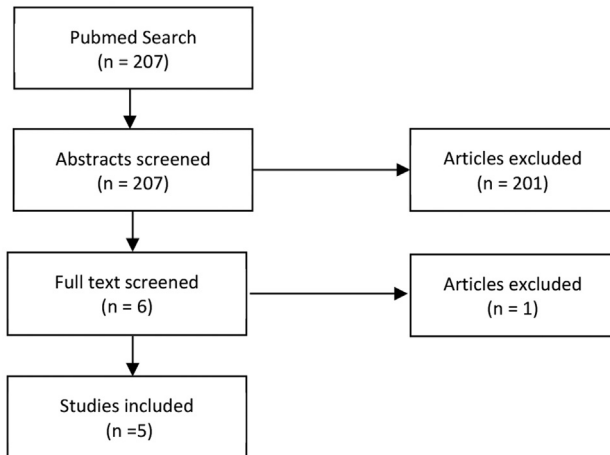 Pubmed Search
(n = 207)
Abstracts screened
(n = 207)
Articles excluded
(n = 201)
Full text screened
(n = 6)
Articles excluded
(n = 1)
Studies included
(n =5)